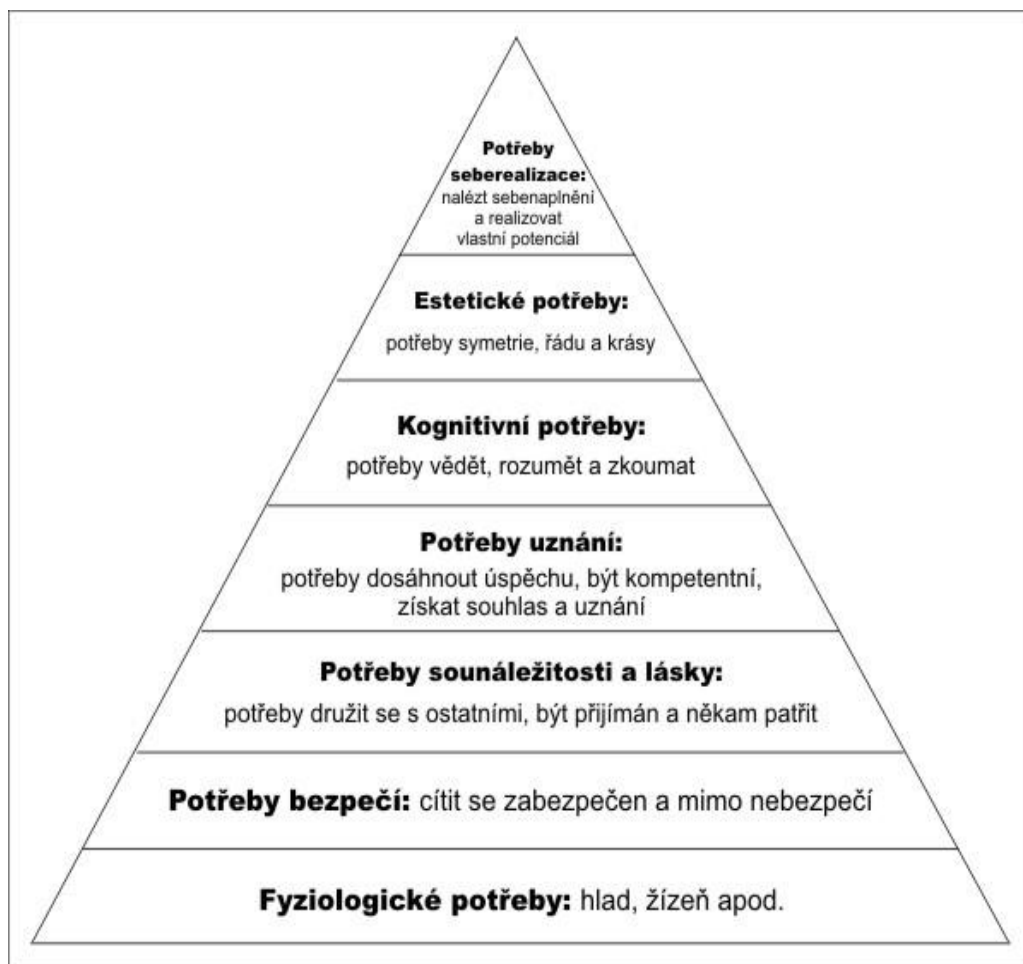 Potřeby
seberealizace:
nalézt sebenaplnění
a realizovat
vlastní potenciál
Estetické potřeby:
potřeby symetrie, řádu a krásy
Kognitivní potřeby:
potřeby vědět, rozumět a zkoumat
Potřeby uznání:
potřeby dosáhnout úspěchu, být kompetentní,
získat souhlas a uznání
Potřeby sounáležitosti a lásky:
potřeby družit se s ostatními, být přijímán a někam patřit
Potřeby bezpečí: cítit se zabezpečen a mimo nebezpečí
Fyziologické potřeby: hlad, žízeň apod.